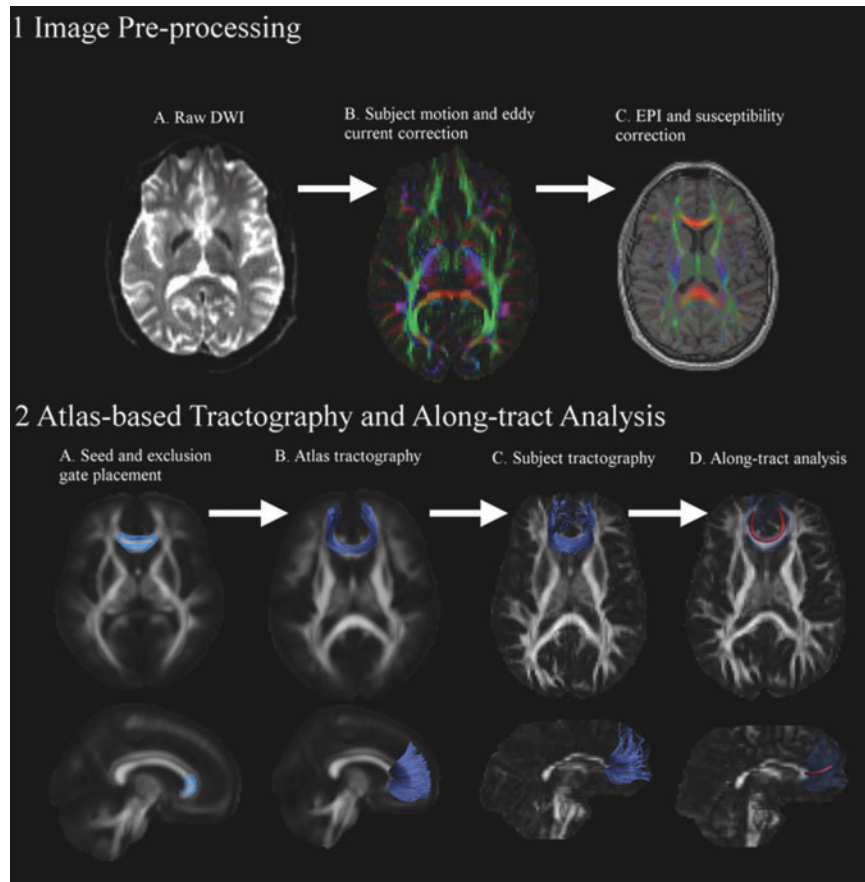 1 Image Pre-processing
A. Raw DWI
B. Subject motion and eddy
current correction
C. EPI and susceptibility
correction
2 Atlas-based Tractography and Along-tract Analysis
A. Seed and exclusion
gate placement
B. Atlas tractography
C. Subject tractography
D. Along-tract analysis